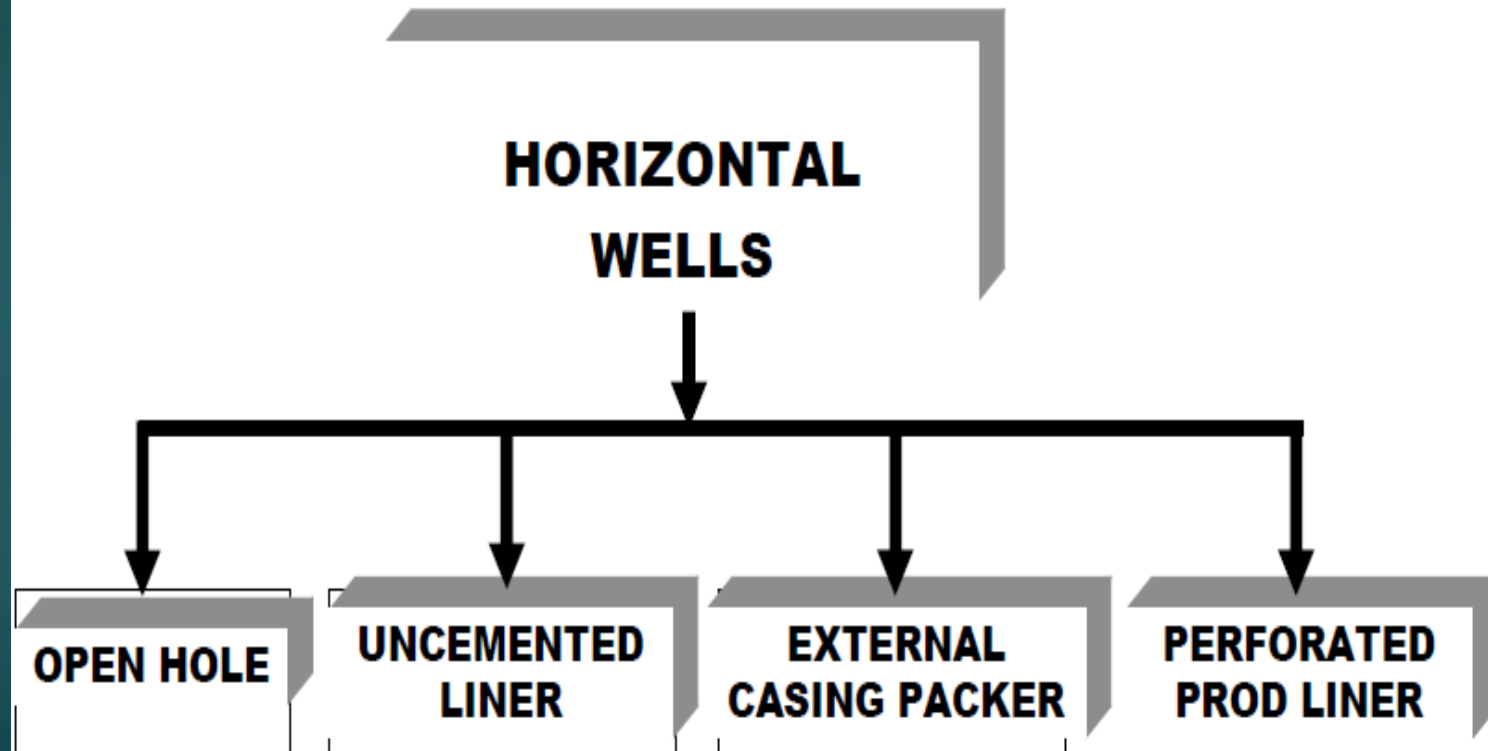 HORIZONTAL
WELLS
OPEN HOLE
UNCEMENTED
LINER
EXTERNAL
CASING PACKER
PERFORATED
PROD LINER